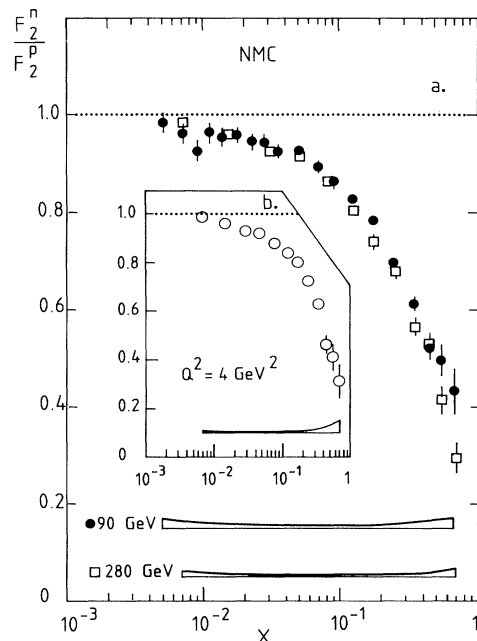 F₂ⁿ
F₂ᵖ
NMC
a.
1.0
0.8
0.6
0.4
0.2
0
b.
1.0
0.8
0.6
0.4
0.2
0
Q² = 4 GeV²
10⁻³ 10⁻² 10⁻¹ 1
90 GeV
280 GeV
10⁻³ 10⁻² 10⁻¹ 1
X